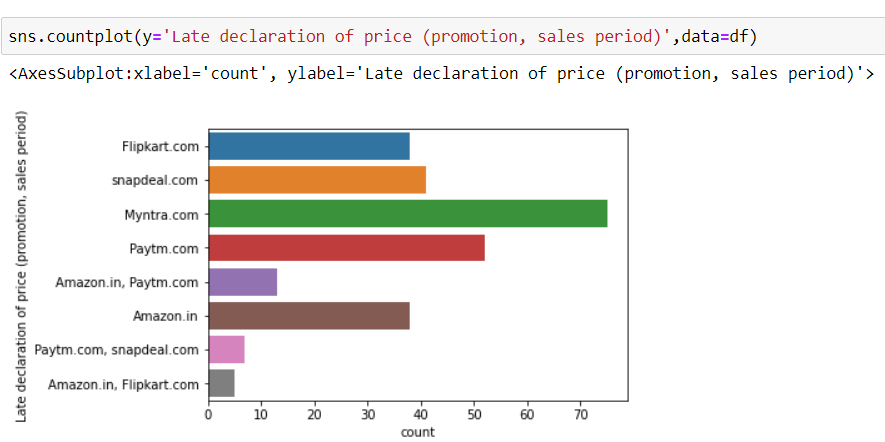 sns.countplot(y='Late declaration of price (promotion, sales period)',data=df)
<AxesSubplot:xlabel='count', ylabel='Late declaration of price (promotion, sales period)'>
Late declaration of price (promotion, sales period)
Flipkart.com
snapdeal.com
Myntra.com
Paytm.com
Amazon.in, Paytm.com
Amazon.in
Paytm.com, snapdeal.com
Amazon.in, Flipkart.com
0 10 20 30 40 50 60 70
count